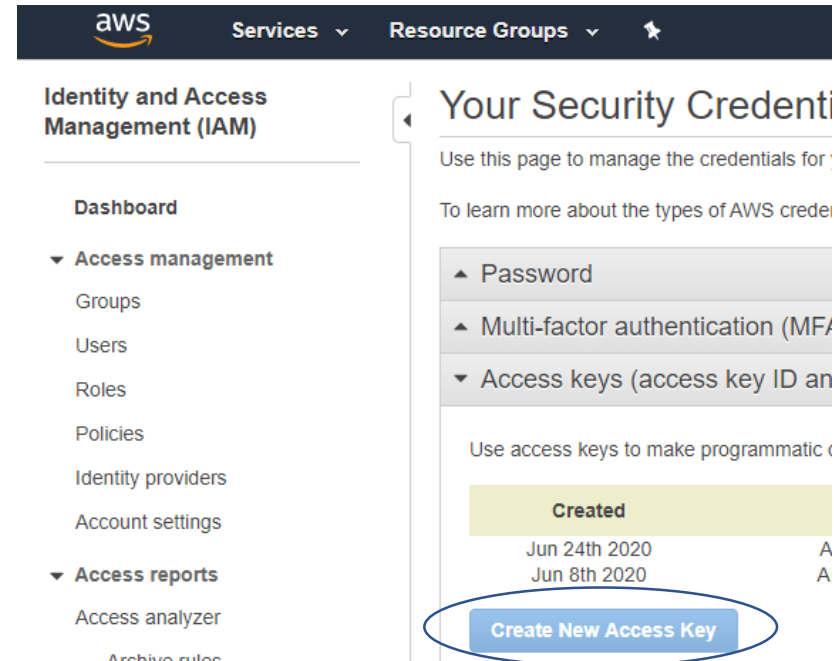 aws Services Resource Groups
Identity and Access
Management (IAM)
Dashboard
Access management
Groups
Users
Roles
Policies
Identity providers
Account settings
Access reports
Access analyzer
Archive rules
Your Security Credenti
Use this page to manage the credentials for
To learn more about the types of AWS creden
Password
Multi-factor authentication (MFA
Access keys (access key ID an
Use access keys to make programmatic c
Created
Jun 24th 2020 A
Jun 8th 2020 A
Create New Access Key